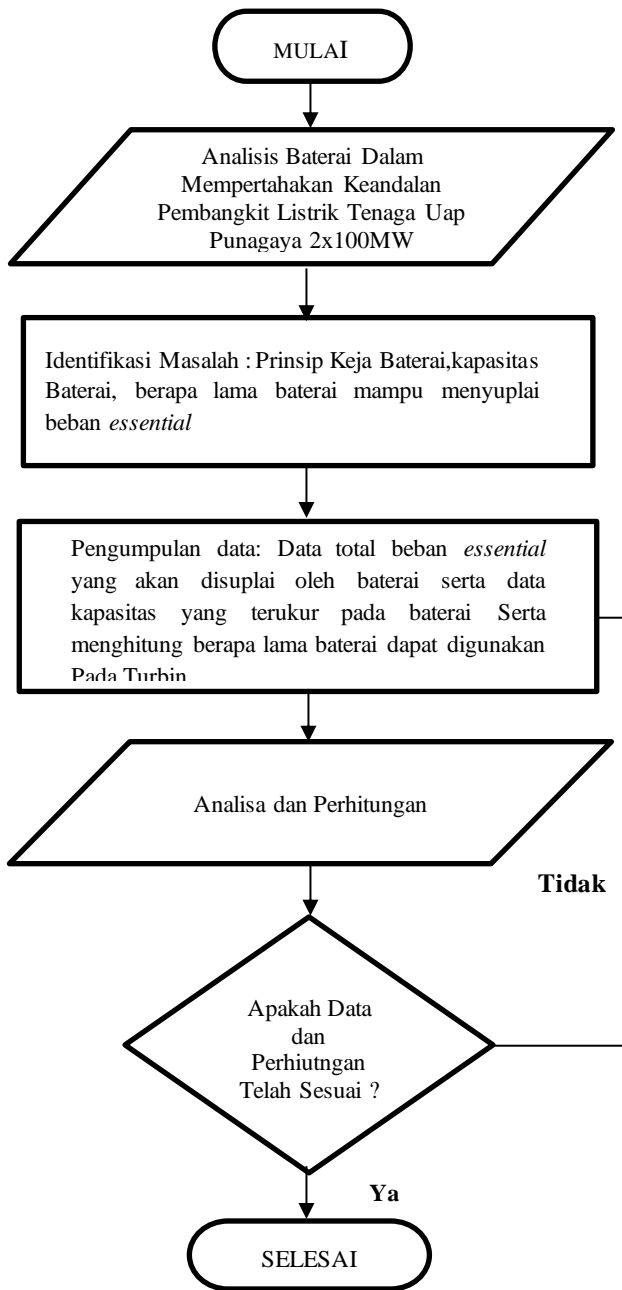 MULAI
Analisis Baterai Dalam
Mempertahakan Keandalan
Pembangkit Listrik Tenaga Uap
Punagaya 2x100MW
Identifikasi Masalah : Prinsip Keja Baterai,kapasitas
Baterai, berapa lama baterai mampu menyuplai
beban essential
Pengumpulan data: Data total beban essential
yang akan disuplai oleh baterai serta data
kapasitas yang terukur pada baterai Serta
menghitung berapa lama baterai dapat digunakan
Pada Turbin
Analisa dan Perhitungan
Tidak
Apakah Data
dan
Perhiutngan
Telah Sesuai ?
Ya
SELESAI